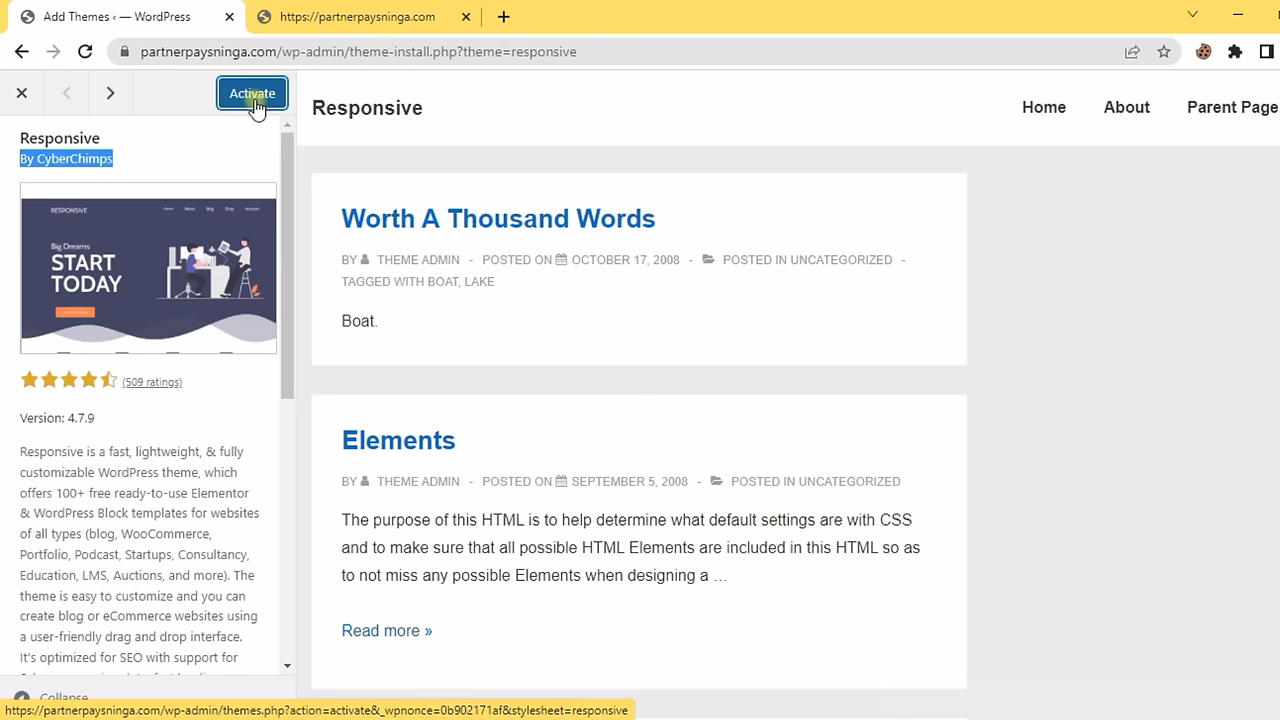 Add Themes ‹ — WordPress
https://partnerpaysninga.com
partnerpaysninga.com/wp-admin/theme-install.php?theme=responsive
Activate
Responsive
By CyberChimps
RESPONSIVE
Home About Blog Shop Account
Big Dreams
START
TODAY
(509 ratings)
Version: 4.7.9
Responsive is a fast, lightweight, & fully
customizable WordPress theme, which
offers 100+ free ready-to-use Elementor
& WordPress Block templates for websites
of all types (blog, WooCommerce,
Portfolio, Podcast, Startups, Consultancy,
Education, LMS, Auctions, and more). The
theme is easy to customize and you can
create blog or eCommerce websites using
a user-friendly drag and drop interface.
It's optimized for SEO with support for
Collapse
Responsive
Home About Parent Page
Worth A Thousand Words
BY THEME ADMIN - POSTED ON OCTOBER 17, 2008 - POSTED IN UNCATEGORIZED -
TAGGED WITH BOAT, LAKE
Boat.
Elements
BY THEME ADMIN - POSTED ON SEPTEMBER 5, 2008 - POSTED IN UNCATEGORIZED
The purpose of this HTML is to help determine what default settings are with CSS
and to make sure that all possible HTML Elements are included in this HTML so as
to not miss any possible Elements when designing a …
Read more »
https://partnerpaysninga.com/wp-admin/themes.php?action=activate&_wpnonce=0b902171af&stylesheet=responsive